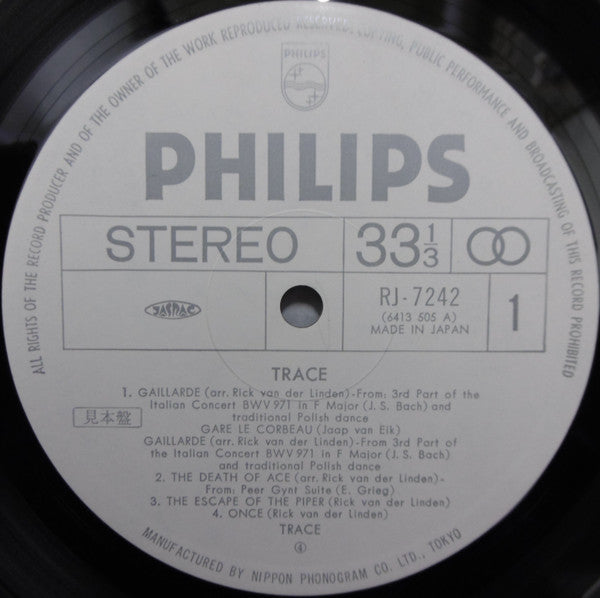 ALL RIGHTS OF THE RECORD PRODUCER AND OF THE OWNER OF THE WORK REPRODUCED RESERVED. COPYING, PUBLIC PERFORMANCE AND BROADCASTING OF THIS RECORD PROHIBITED
PHILIPS
PHILIPS
STEREO
33 1/3
JASRAC
RJ-7242
(6413 505 A)
MADE IN JAPAN
1
TRACE
1. GAILLARDE (arr. Rick van der Linden)-From: 3rd Part of the
Italian Concert BWV 971 in F Major (J. S. Bach) and
traditional Polish dance
見本盤
GARE LE CORBEAU (Jaap van Eik)
GAILLARDE (arr. Rick van der Linden)-From 3rd Part of
the Italian Concert BWV 971 in F Major (J. S. Bach)
and traditional Polish dance
2. THE DEATH OF ACE (arr. Rick van der Linden)-
From: Peer Gynt Suite (E. Grieg)
3. THE ESCAPE OF THE PIPER (Rick van der Linden)
4. ONCE (Rick van der Linden)
TRACE
④
MANUFACTURED BY NIPPON PHONOGRAM CO. LTD., TOKYO